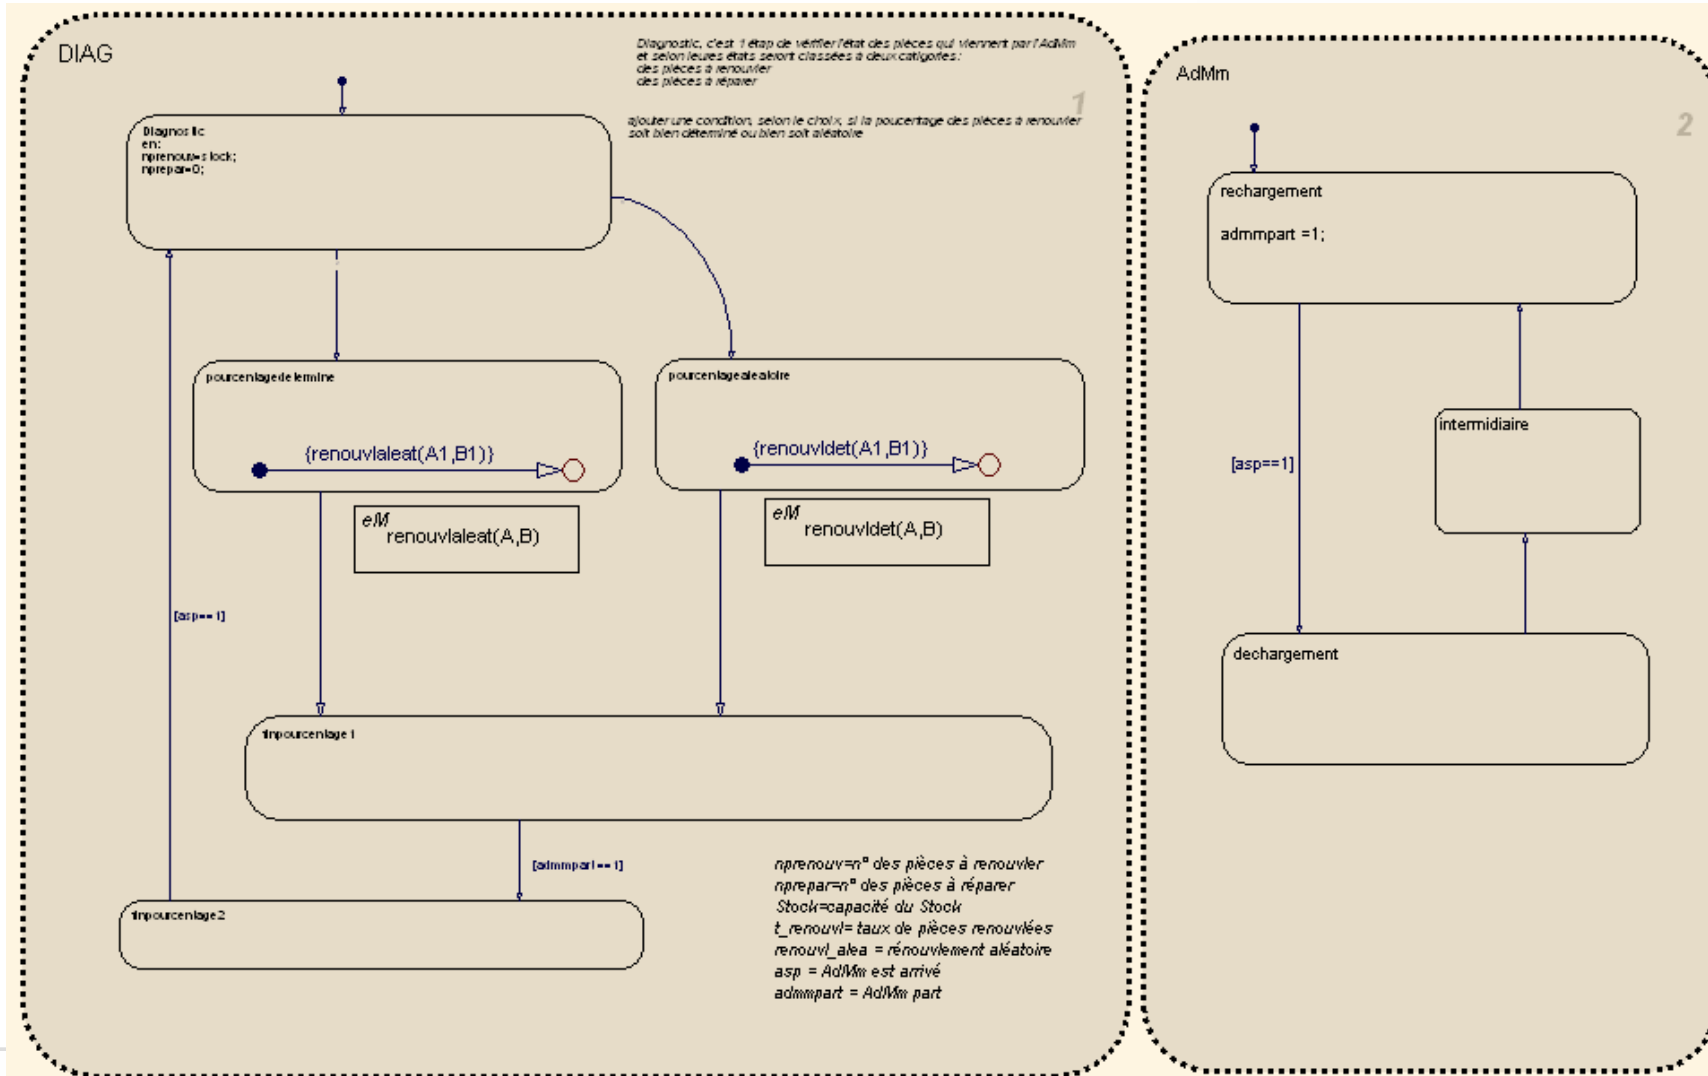 DIAG
Diagnostic, c'est 1 étap de vérifier l'état des pièces qui viennert par l'AdMm
et selon leures états seront classées à deux catigories :
des pièces à renouvler
des pièces à réparer
1
ajouter une condition, selon le choix, si la poucentage des pièces à renouvler
soit bien déterminé ou bien soit aléatoire
Diagnostic
en:
nprenouv=stock;
nprepar=0;
pourcentagedetermine
{renouvlaleat(A1,B1)}
eM
renouvlaleat(A,B)
pourcentagealeatoire
{renouvldet(A1,B1)}
eM
renouvldet(A,B)
[asp==1]
finpourcentage1
[admmpart==1]
finpourcentage2
nprenouv=n° des pièces à renouvler
nprepar=n° des pièces à réparer
Stock=capacité du Stock
t_renouvl= taux de pièces renouvlées
renouvl_alea = rénouvlement aléatoire
asp = AdMm est arrivé
admmpart = AdMm part
AdMm
2
rechargement
admmpart =1;
intermidiaire
[asp==1]
dechargement